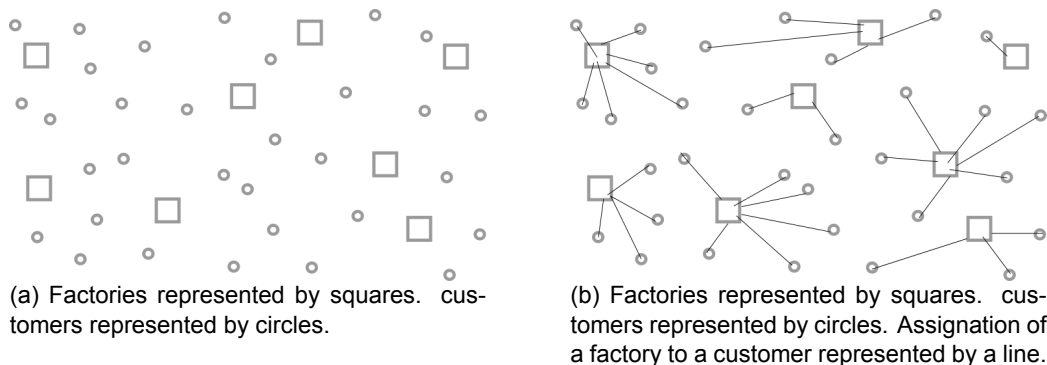 (a) Factories represented by squares. cus-
tomers represented by circles.
(b) Factories represented by squares. cus-
tomers represented by circles. Assignation of
a factory to a customer represented by a line.